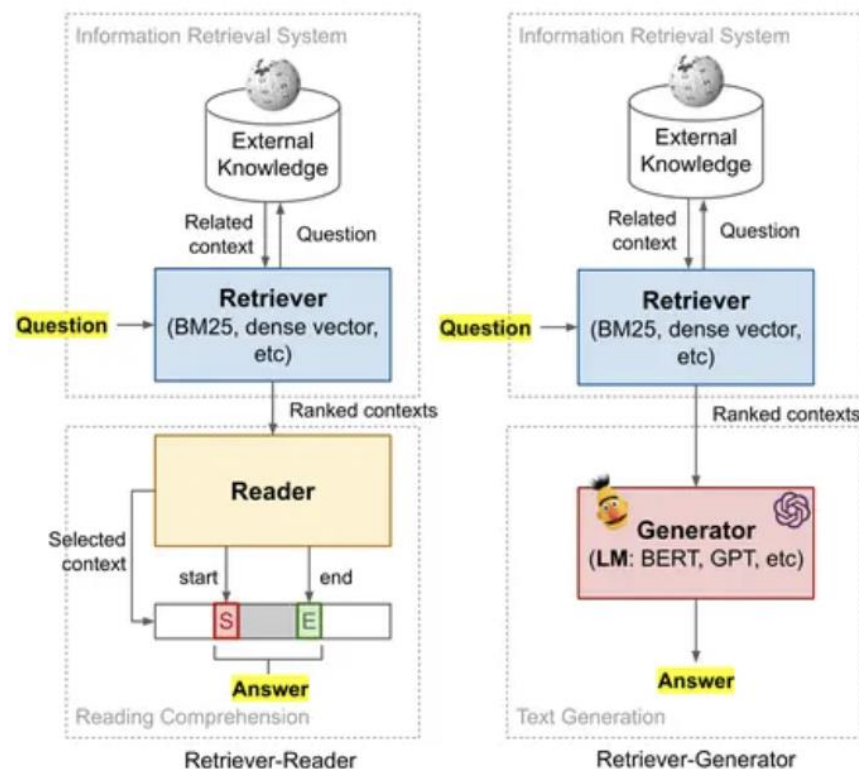 Information Retrieval System
External
Knowledge
Related
context
Question
Question
Retriever
(BM25, dense vector,
etc)
Ranked contexts
Reader
Selected
context
start
end
S
E
Answer
Reading Comprehension
Retriever-Reader
Information Retrieval System
External
Knowledge
Related
context
Question
Question
Retriever
(BM25, dense vector,
etc)
Ranked contexts
Generator
(LM: BERT, GPT, etc)
Answer
Text Generation
Retriever-Generator